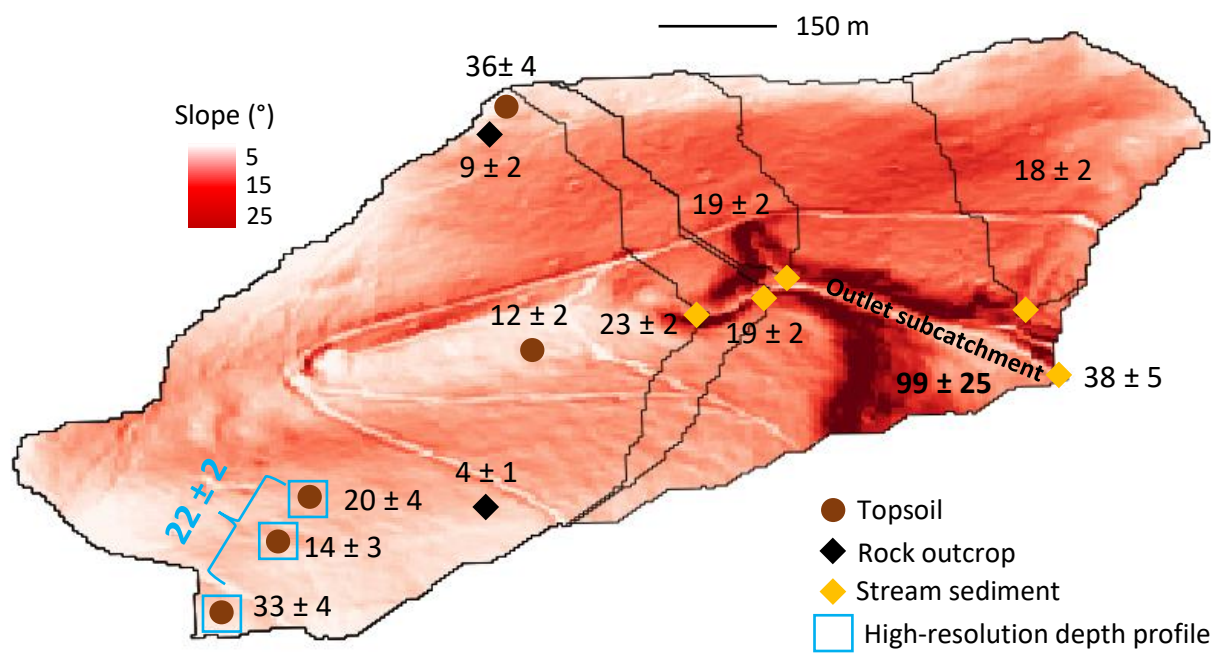 150 m
36± 4
Slope (°)
5
15
25
9 ± 2
18 ± 2
19 ± 2
12 ± 2
23 ± 2
19 ± 2
Outlet subcatchment
99 ± 25
38 ± 5
22 ± 2
4 ± 1
20 ± 4
14 ± 3
33 ± 4
Topsoil
Rock outcrop
Stream sediment
High-resolution depth profile